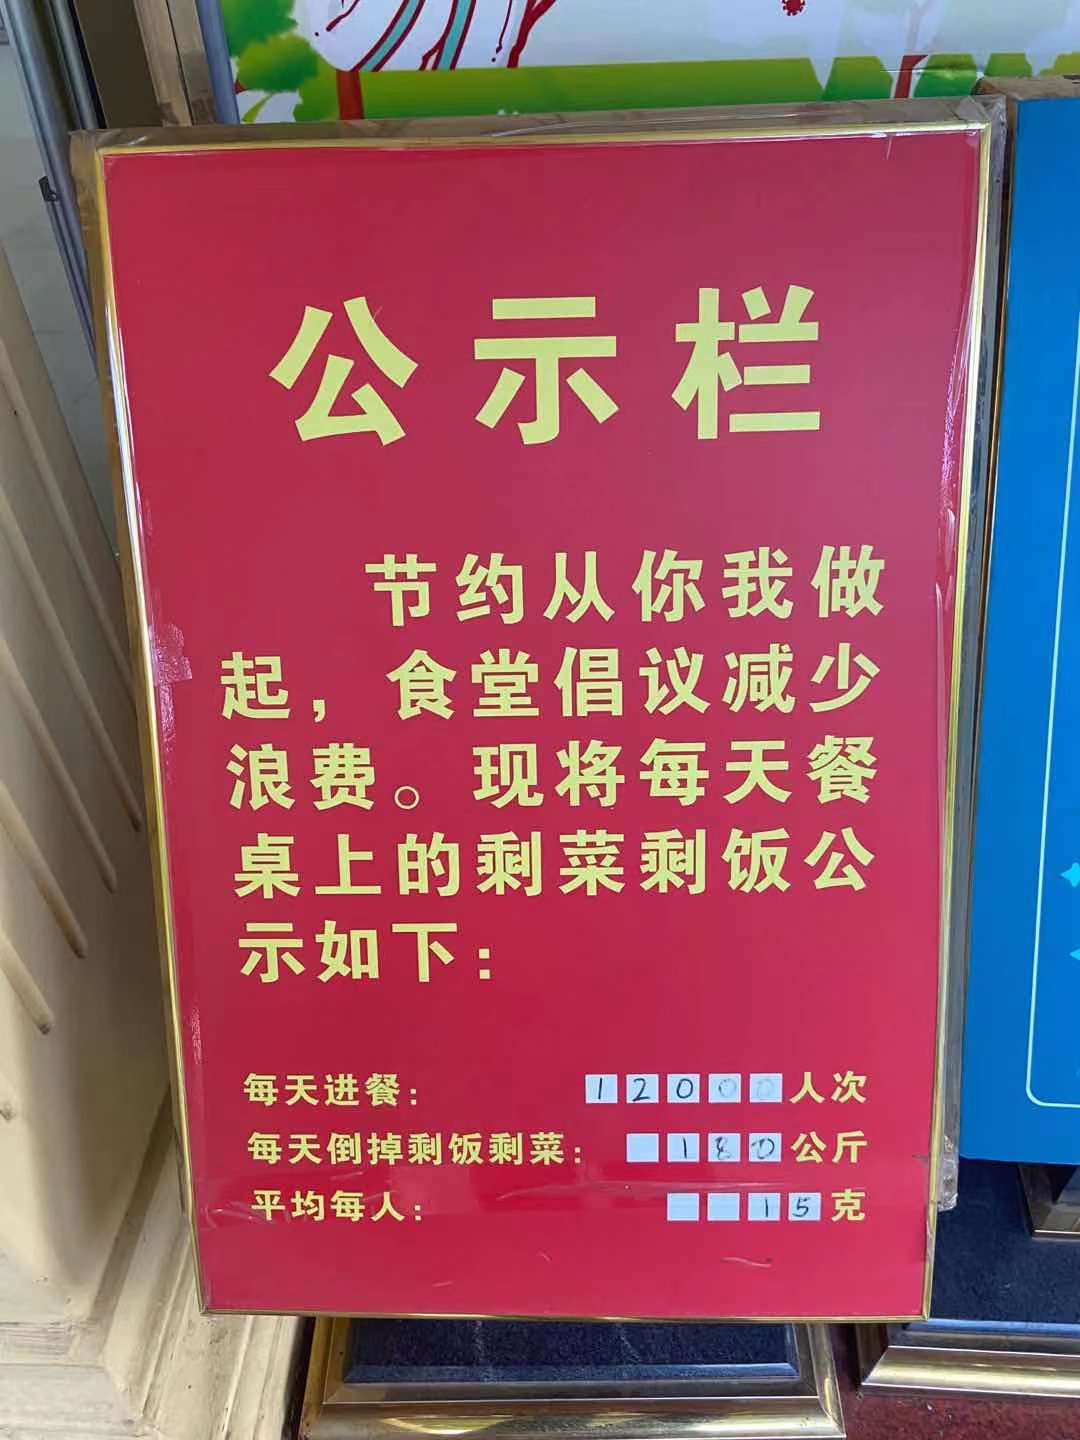 公示栏
节约从你我做
起，食堂倡议减少
浪费。现将每天餐
桌上的剩菜剩饭公
示如下：
每天进餐：12000人次
每天倒掉剩饭剩菜：180公斤
平均每人：15克